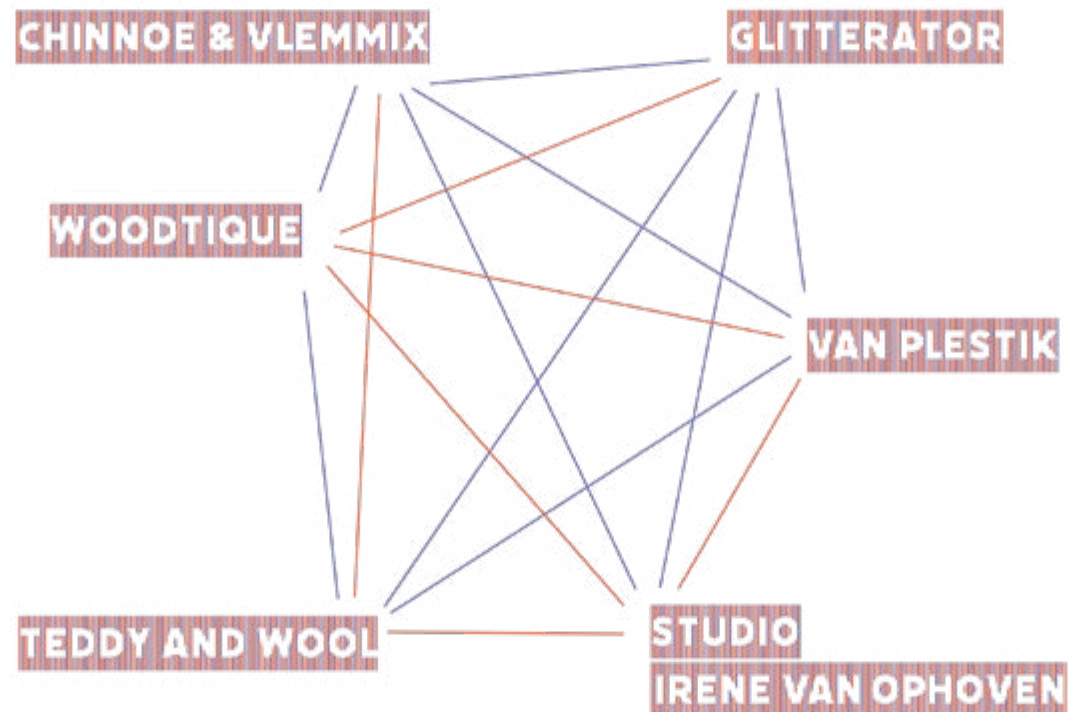 CHINNOE & VLEMMIX
GLITTERATOR
WOODTIQUE
VAN PLESTIK
TEDDY AND WOOL
STUDIO
IRENE VAN OPHOVEN